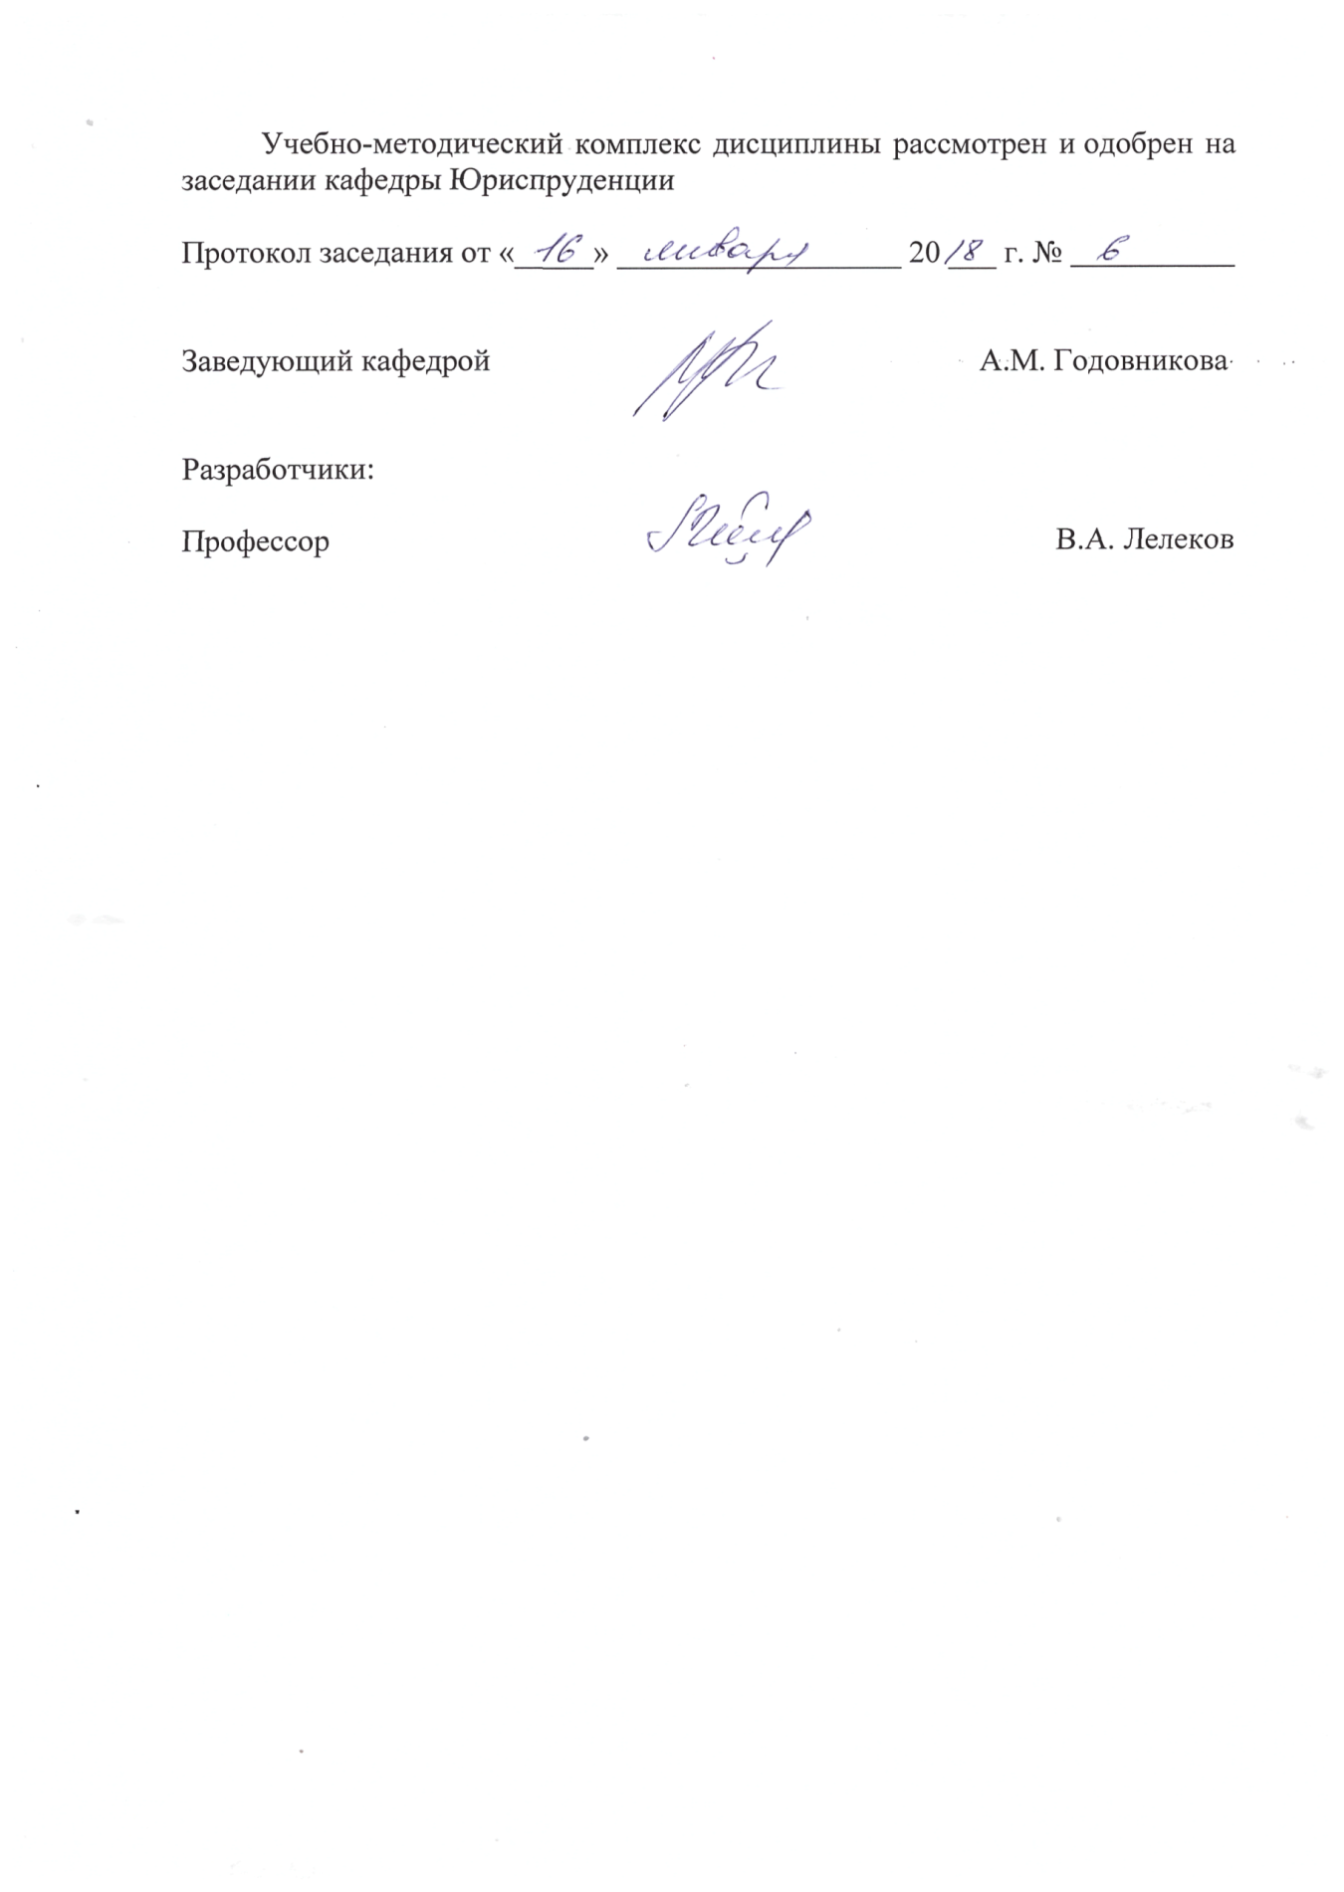 Учебно-методический комплекс дисциплины рассмотрен и одобрен на
заседании кафедры Юриспруденции
Протокол заседания от «16» января 2018 г. № 6
Заведующий кафедрой А.М. Годовникова
Разработчики:
Профессор В.А. Лелеков